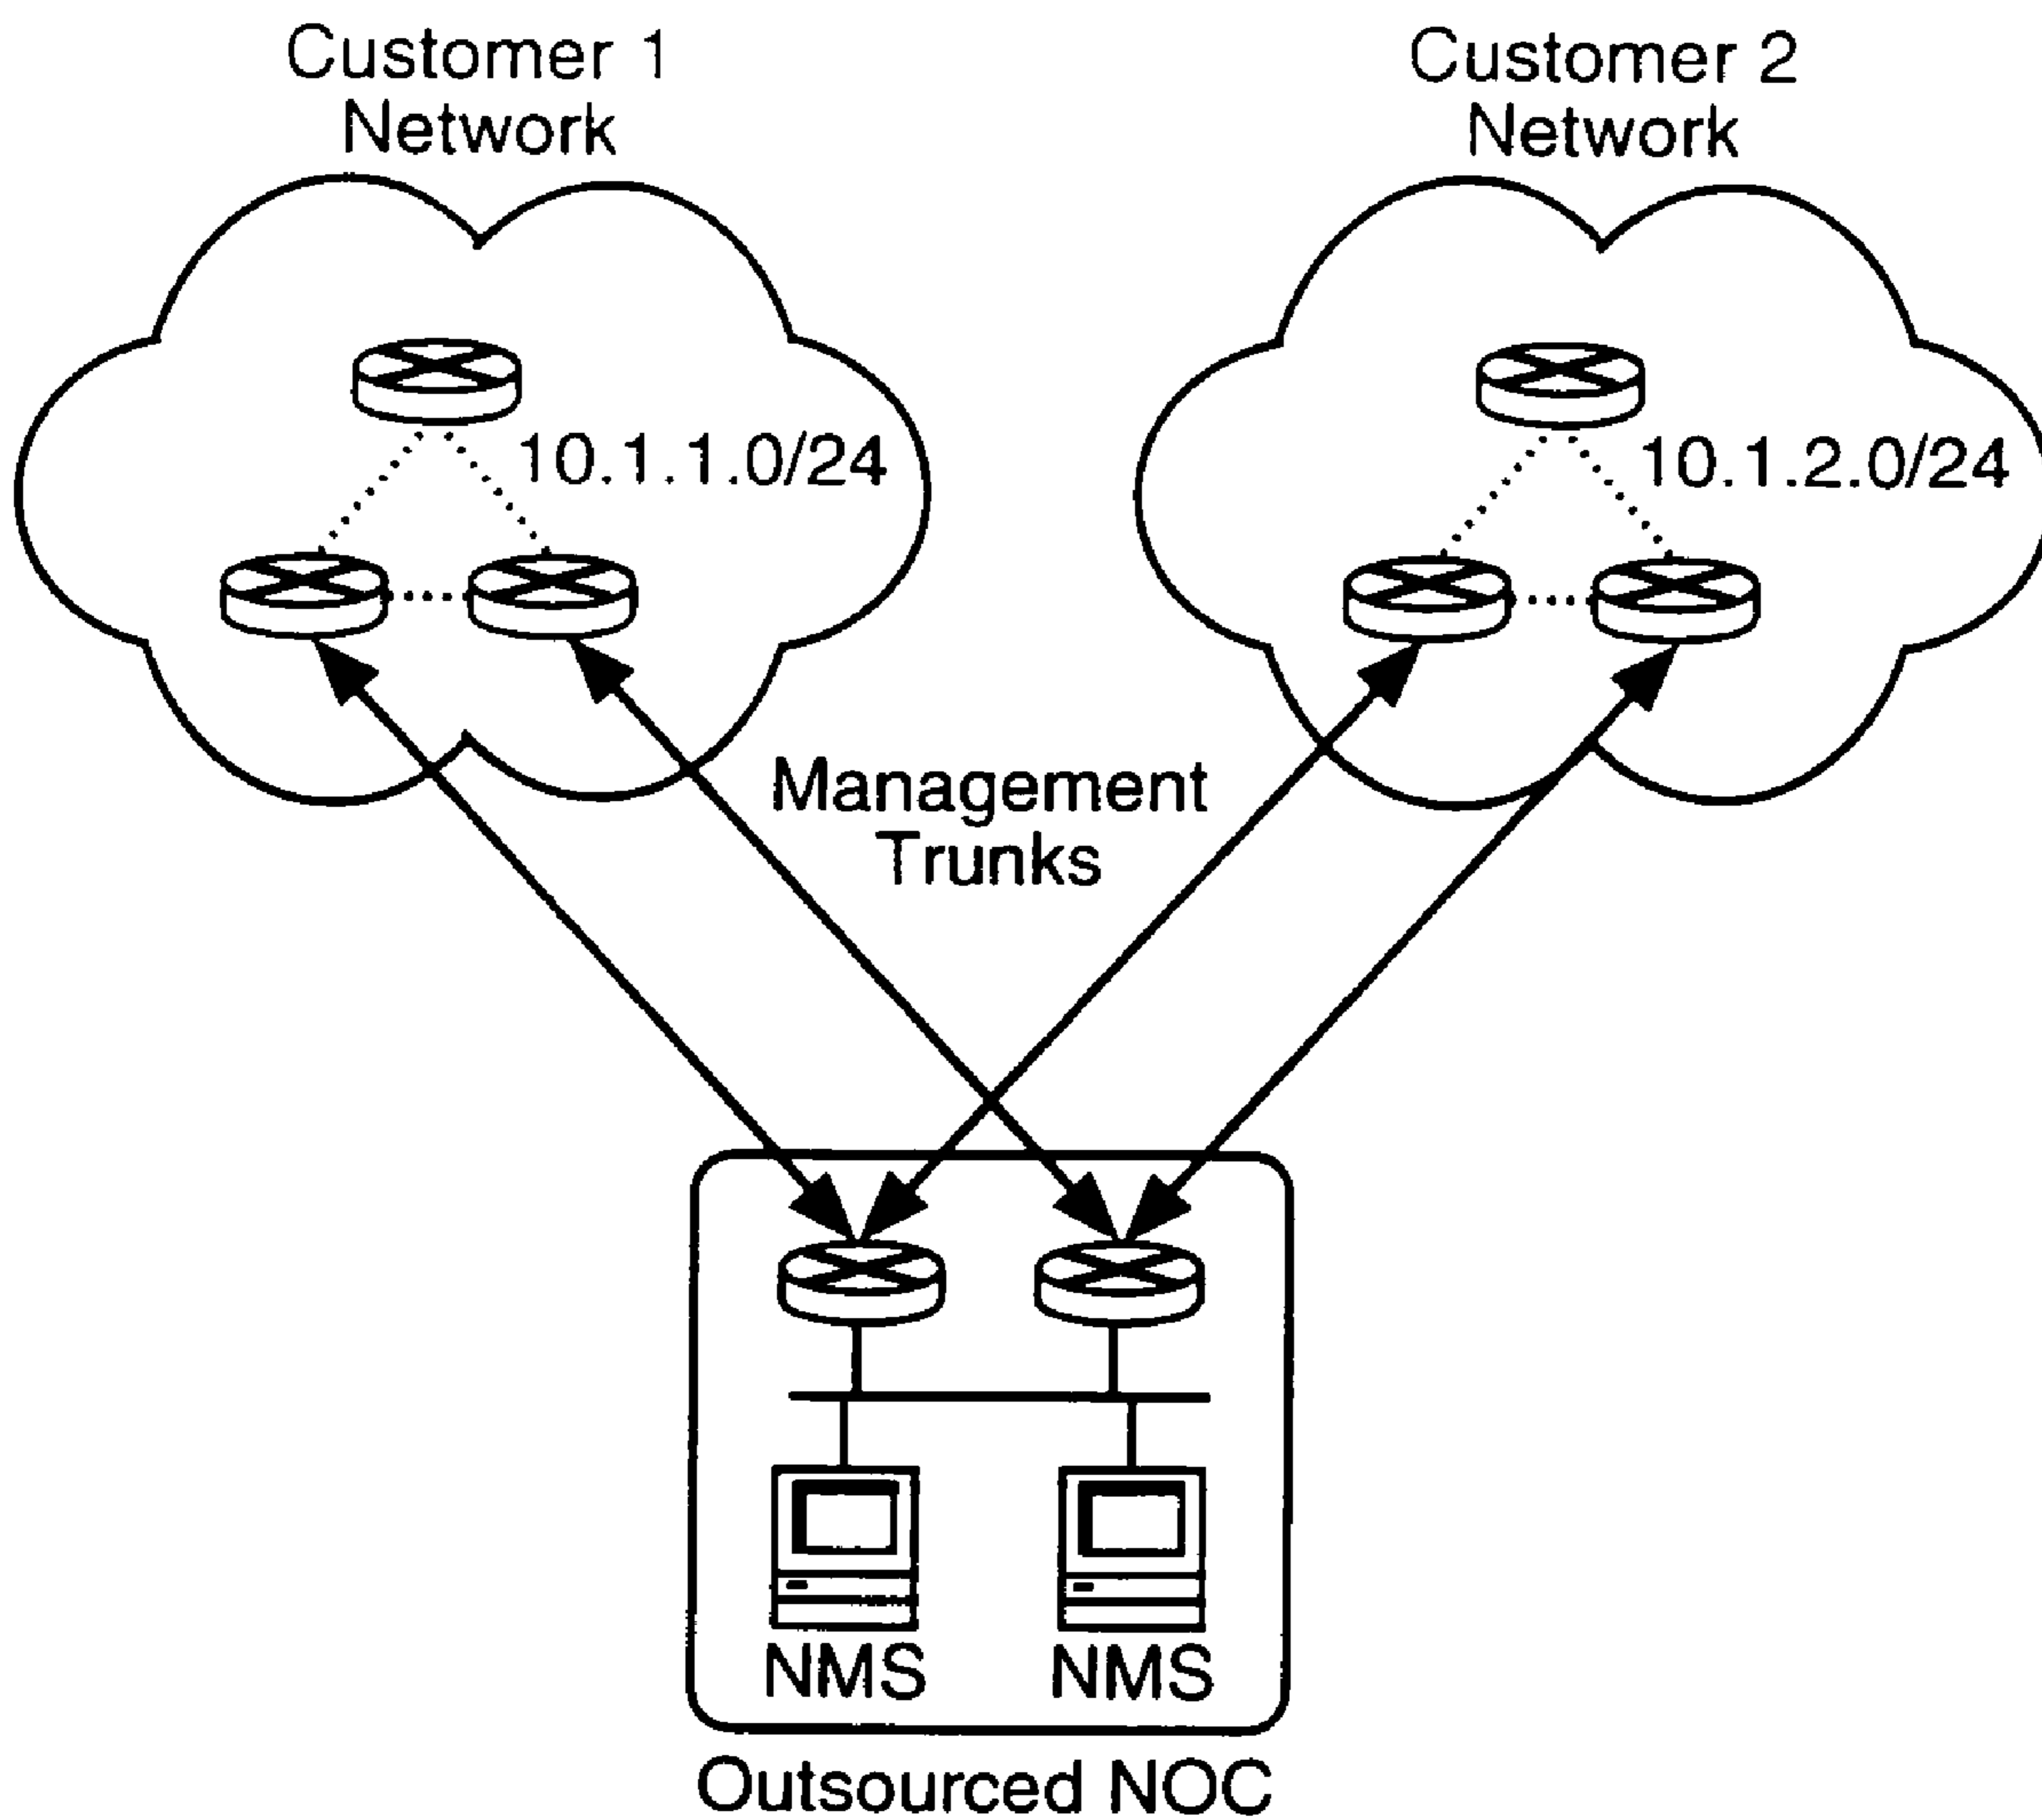 Customer 1
Network
Customer 2
Network
10.1.1.0/24
10.1.2.0/24
Management
Trunks
NMS
NMS
Outsourced NOC